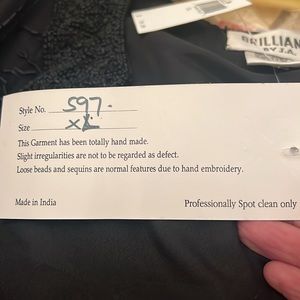 BRILLIAN
BY J.A.
Style No. 597.
Size XL
This Garment has been totally hand made.
Slight irregularities are not to be regarded as defect.
Loose beads and sequins are normal features due to hand embroidery.
Made in India Professionally Spot clean only